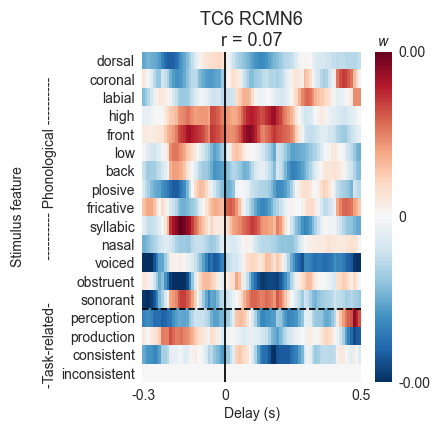 TC6 RCMN6
r = 0.07
w
dorsal
coronal
labial
high
front
low
back
plosive
fricative
syllabic
nasal
voiced
obstruent
sonorant
perception
production
consistent
inconsistent
Stimulus feature
-Task-related- ---------- Phonological ----------
0.00
0
-0.00
-0.3
0
0.5
Delay (s)